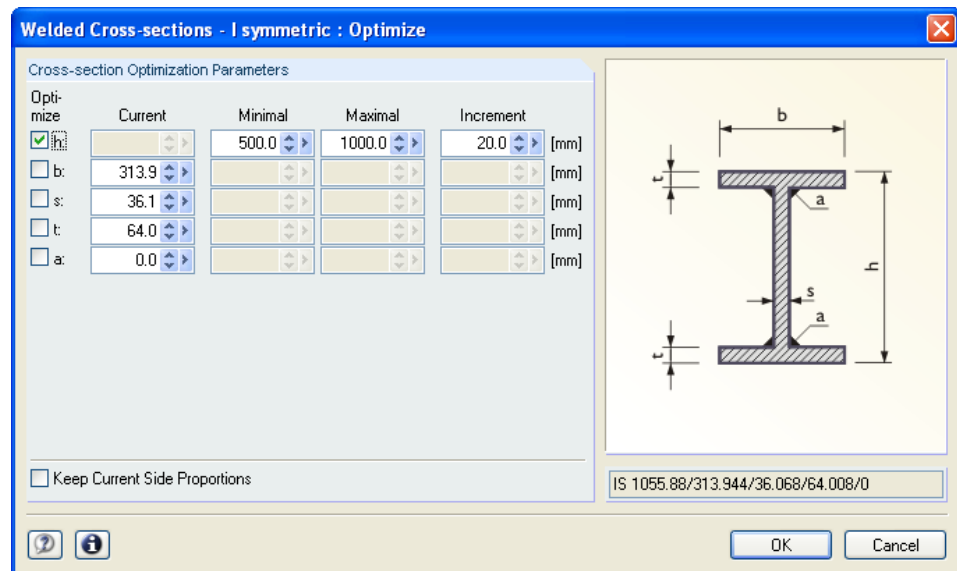 Welded Cross-sections - I symmetric : Optimize
Cross-section Optimization Parameters
Opti-
mize Current Minimal Maximal Increment
h: 500.0 1000.0 20.0 [mm]
b: 313.9 [mm]
s: 36.1 [mm]
t: 64.0 [mm]
a: 0.0 [mm]
Keep Current Side Proportions
b
t
a
h
s
a
t
IS 1055.88/313.944/36.068/64.008/0
OK Cancel